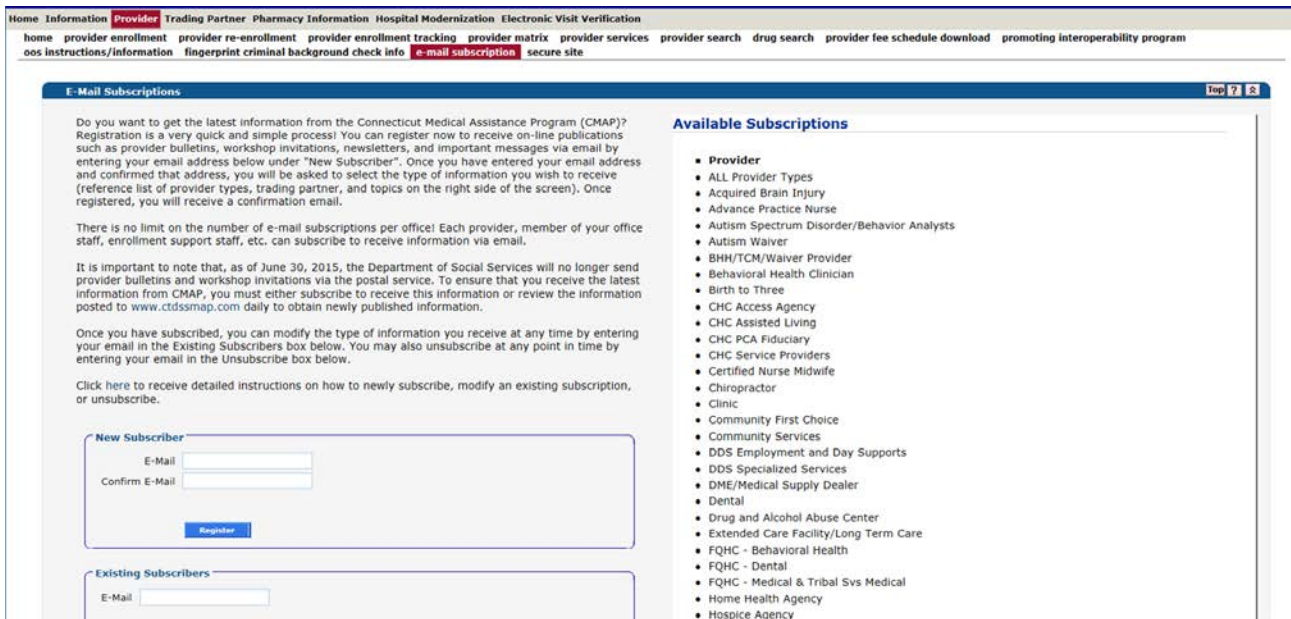 Home Information Provider Trading Partner Pharmacy Information Hospital Modernization Electronic Visit Verification
home provider enrollment provider re-enrollment provider enrollment tracking provider matrix provider services provider search drug search provider fee schedule download promoting interoperability program
oos instructions/information fingerprint criminal background check info e-mail subscription secure site
E-Mail Subscriptions
Top ?
Do you want to get the latest information from the Connecticut Medical Assistance Program (CMAP)?
Registration is a very quick and simple process! You can register now to receive on-line publications
such as provider bulletins, workshop invitations, newsletters, and important messages via email by
entering your email address below under "New Subscriber". Once you have entered your email address
and confirmed that address, you will be asked to select the type of information you wish to receive
(reference list of provider types, trading partner, and topics on the right side of the screen). Once
registered, you will receive a confirmation email.
There is no limit on the number of e-mail subscriptions per office! Each provider, member of your office
staff, enrollment support staff, etc. can subscribe to receive information via email.
It is important to note that, as of June 30, 2015, the Department of Social Services will no longer send
provider bulletins and workshop invitations via the postal service. To ensure that you receive the latest
information from CMAP, you must either subscribe to receive this information or review the information
posted to www.ctdssmap.com daily to obtain newly published information.
Once you have subscribed, you can modify the type of information you receive at any time by entering
your email in the Existing Subscribers box below. You may also unsubscribe at any point in time by
entering your email in the Unsubscribe box below.
Click here to receive detailed instructions on how to newly subscribe, modify an existing subscription,
or unsubscribe.
New Subscriber
E-Mail
Confirm E-Mail
Register
Existing Subscribers
E-Mail
Available Subscriptions
Provider
ALL Provider Types
Acquired Brain Injury
Advance Practice Nurse
Autism Spectrum Disorder/Behavior Analysts
Autism Waiver
BHH/TCM/Waiver Provider
Behavioral Health Clinician
Birth to Three
CHC Access Agency
CHC Assisted Living
CHC PCA Fiduciary
CHC Service Providers
Certified Nurse Midwife
Chiropractor
Clinic
Community First Choice
Community Services
DDS Employment and Day Supports
DDS Specialized Services
DME/Medical Supply Dealer
Dental
Drug and Alcohol Abuse Center
Extended Care Facility/Long Term Care
FQHC - Behavioral Health
FQHC - Dental
FQHC - Medical & Tribal Svs Medical
Home Health Agency
Hospice Agency